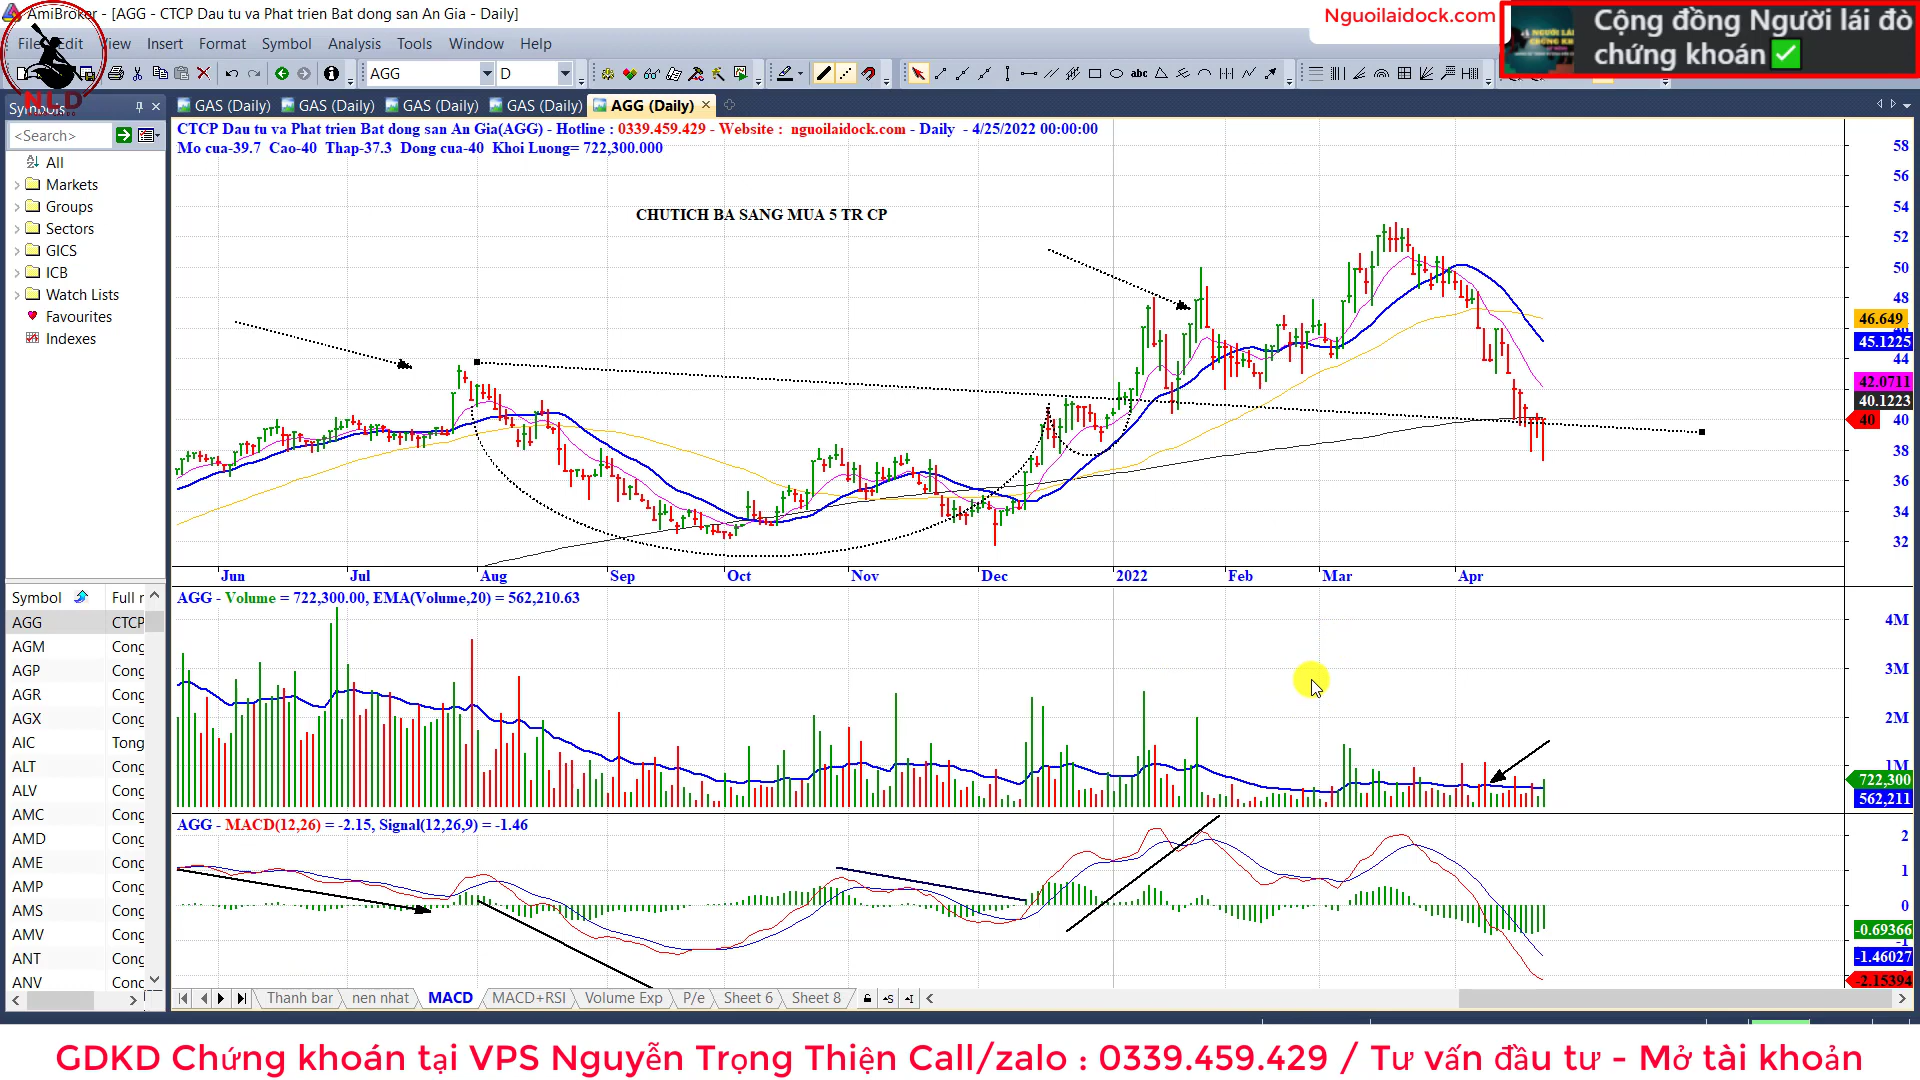 AmiBroker - [AGG - CTCP Dau tu va Phat trien Bat dong san An Gia - Daily]
Nguoilaidock.com
Cộng đồng Người lái đò
chứng khoán
File Edit View Insert Format Symbol Analysis Tools Window Help
AGG D
abc
NLD
Symbols
GAS (Daily) GAS (Daily) GAS (Daily) GAS (Daily) AGG (Daily)
<Search>
All
Markets
Groups
Sectors
GICS
ICB
Watch Lists
Favourites
Indexes
Symbol Full r
AGG CTCP
AGM Cong
AGP Cong
AGR Cong
AGX Cong
AIC Tong
ALT Cong
ALV Cong
AMC Cong
AMD Cong
AME Cong
AMP Cong
AMS Cong
AMV Cong
ANT Cong
ANV Cong
CTCP Dau tu va Phat trien Bat dong san An Gia(AGG) - Hotline : 0339.459.429 - Website : nguoilaidock.com - Daily - 4/25/2022 00:00:00
Mo cua-39.7 Cao-40 Thap-37.3 Dong cua-40 Khoi Luong= 722,300.000
CHUTICH BA SANG MUA 5 TR CP
58
56
54
52
50
48
46.649
45.1225
44
42.0711
40.1223
40
40
38
36
34
32
Jun Jul Aug Sep Oct Nov Dec 2022 Feb Mar Apr
AGG - Volume = 722,300.00, EMA(Volume,20) = 562,210.63
4M
3M
2M
1M
722,300
562,211
AGG - MACD(12,26) = -2.15, Signal(12,26,9) = -1.46
2
1
0
-0.69366
-1
-1.46027
-2.15394
Thanh bar nen nhat MACD MACD+RSI Volume Exp P/e Sheet 6 Sheet 8
GDKD Chứng khoán tại VPS Nguyễn Trọng Thiện Call/zalo : 0339.459.429 / Tư vấn đầu tư - Mở tài khoản